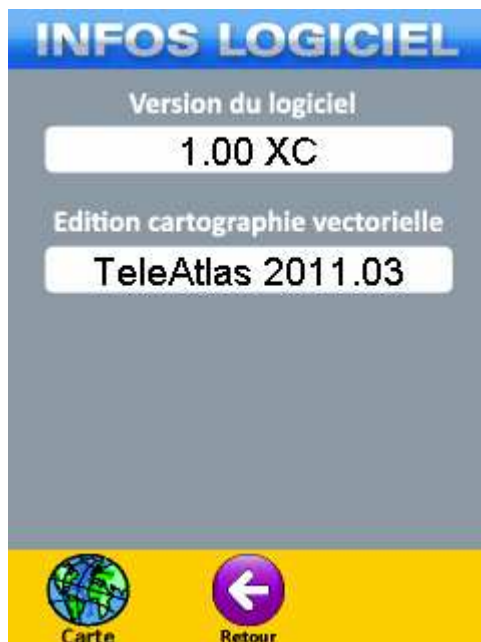 INFOS LOGICIEL
Version du logiciel
1.00 XC
Edition cartographie vectorielle
TeleAtlas 2011.03
Carte
Retour